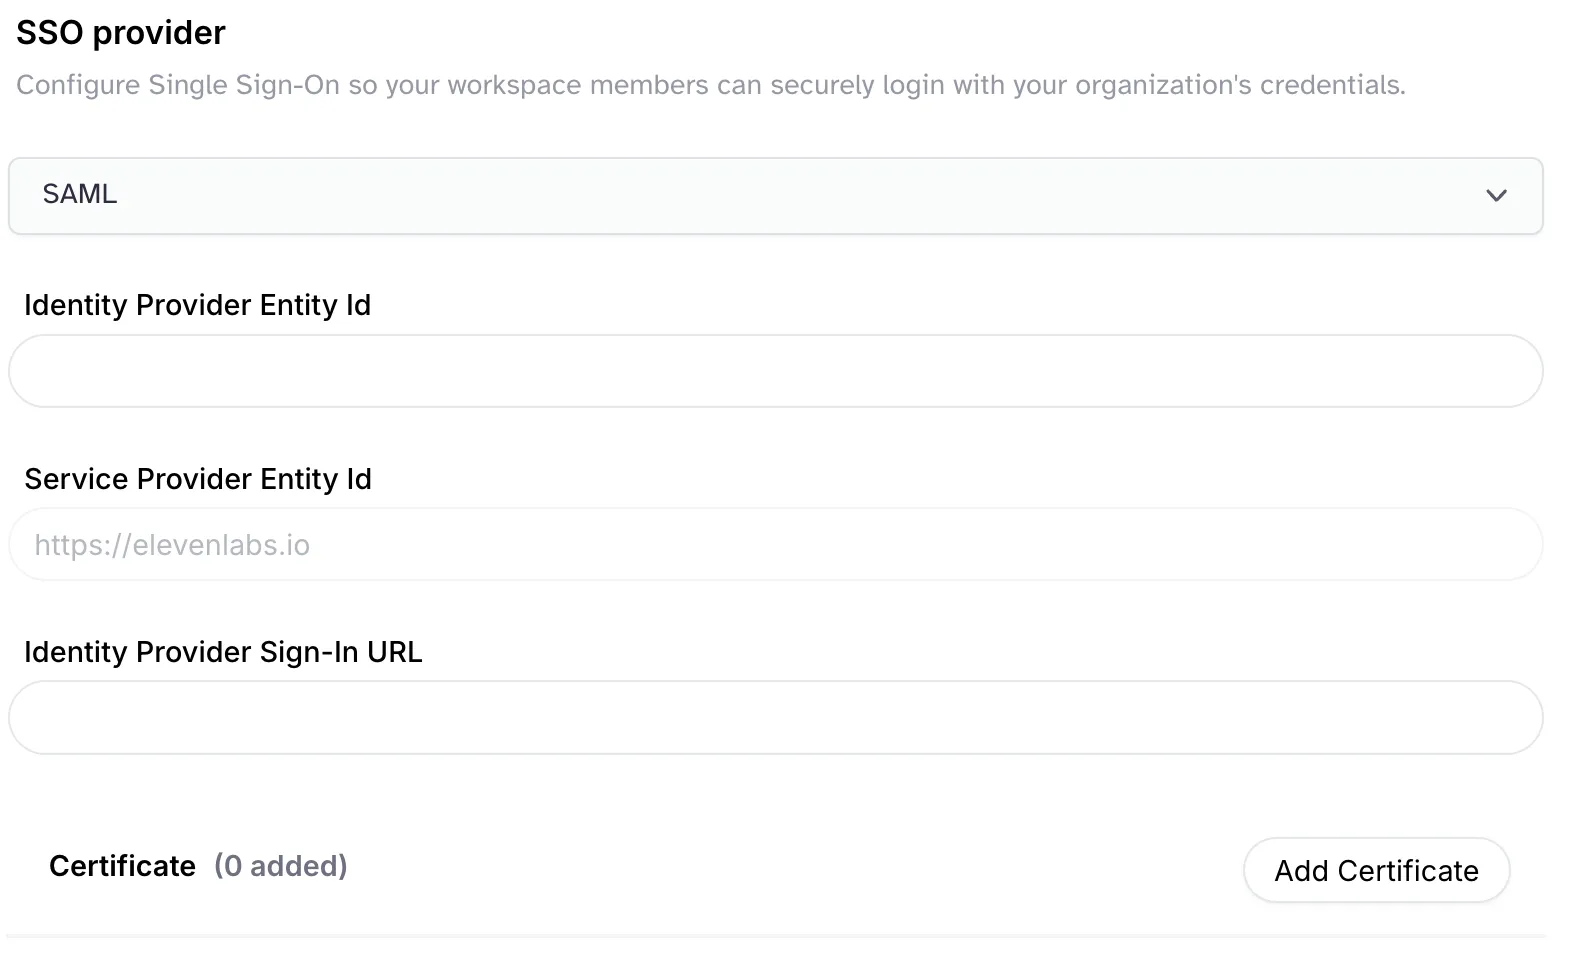 SSO provider
Configure Single Sign-On so your workspace members can securely login with your organization's credentials.
SAML
Identity Provider Entity Id
Service Provider Entity Id
https://elevenlabs.io
Identity Provider Sign-In URL
Certificate (0 added)
Add Certificate